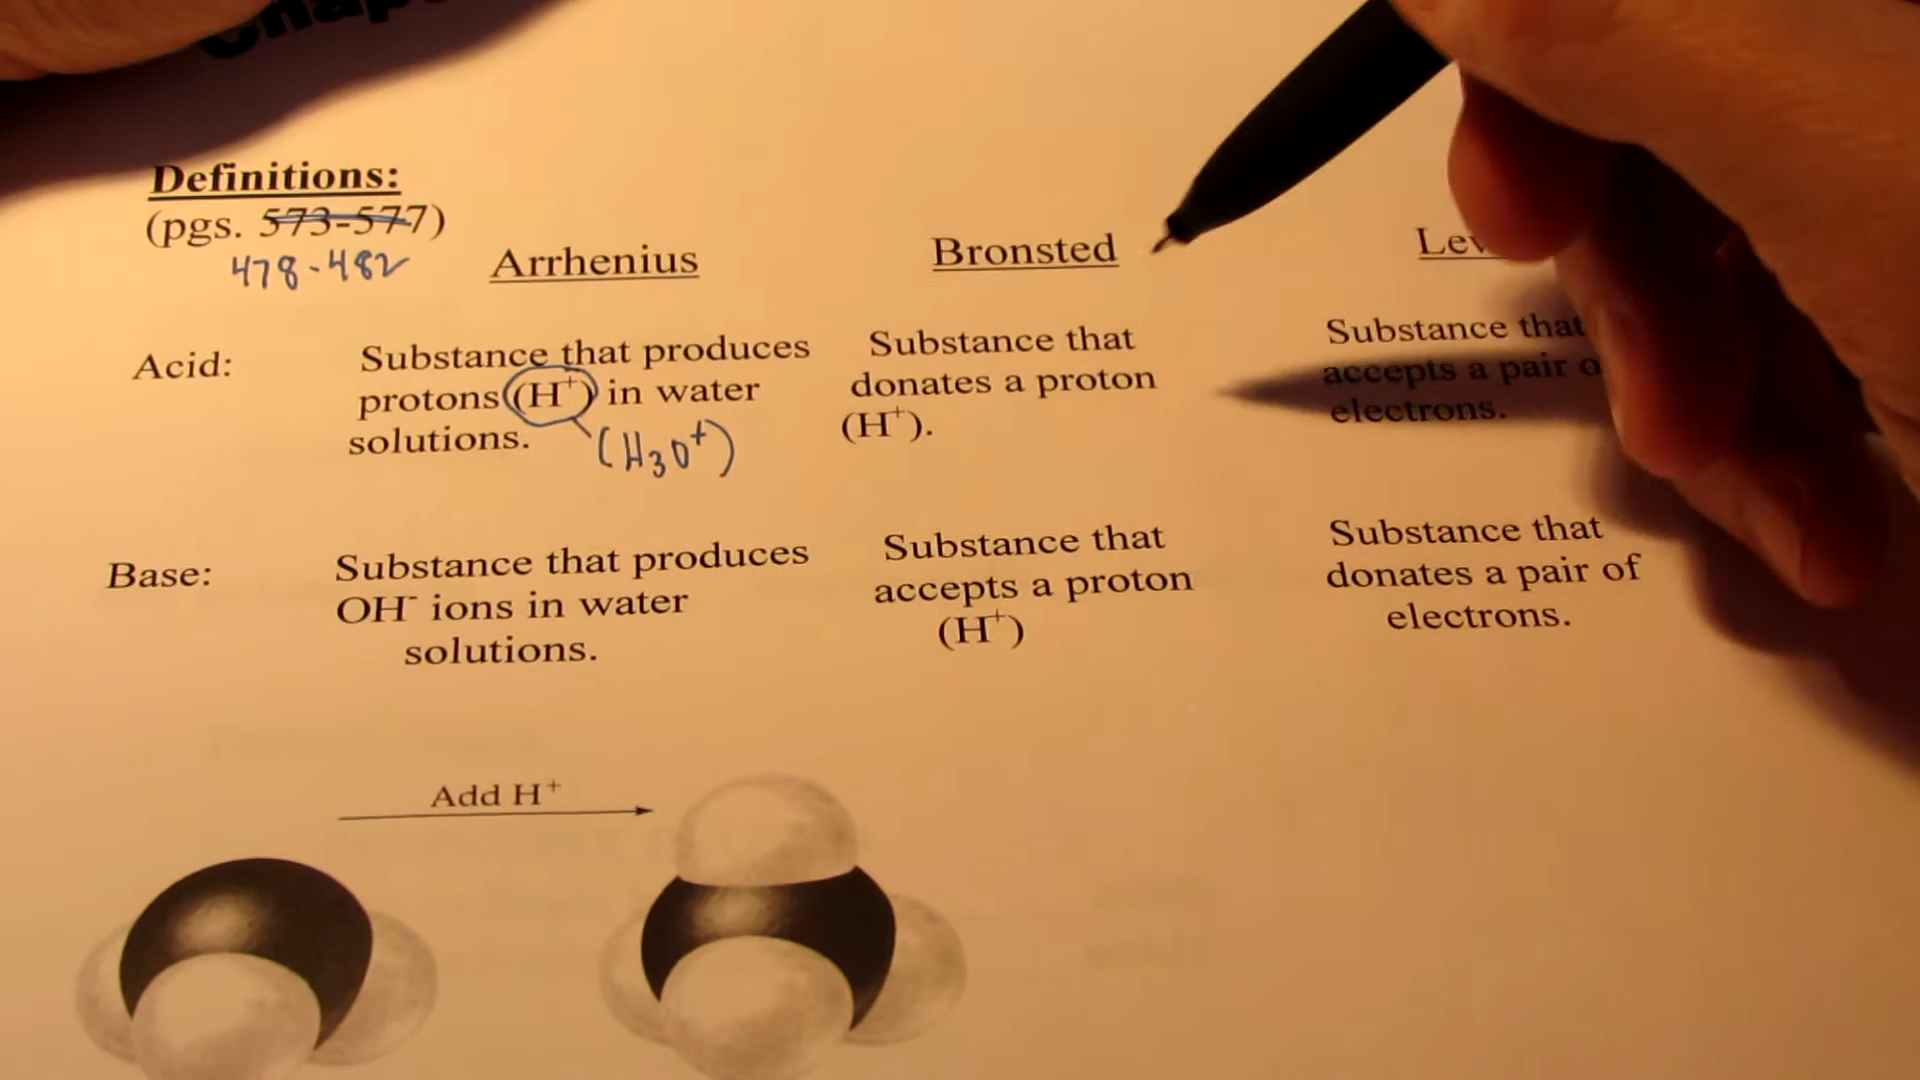 Definitions:
(pgs. 573-577)
478-482
Arrhenius
Bronsted
Acid:
Substance that produces
protons (H⁺) in water
solutions.
(H₃O⁺)
Substance that
donates a proton
(H⁺).
Substance that
accepts a pair o
electrons.
Base:
Substance that produces
OH⁻ ions in water
solutions.
Substance that
accepts a proton
(H⁺)
Substance that
donates a pair of
electrons.
Add H⁺